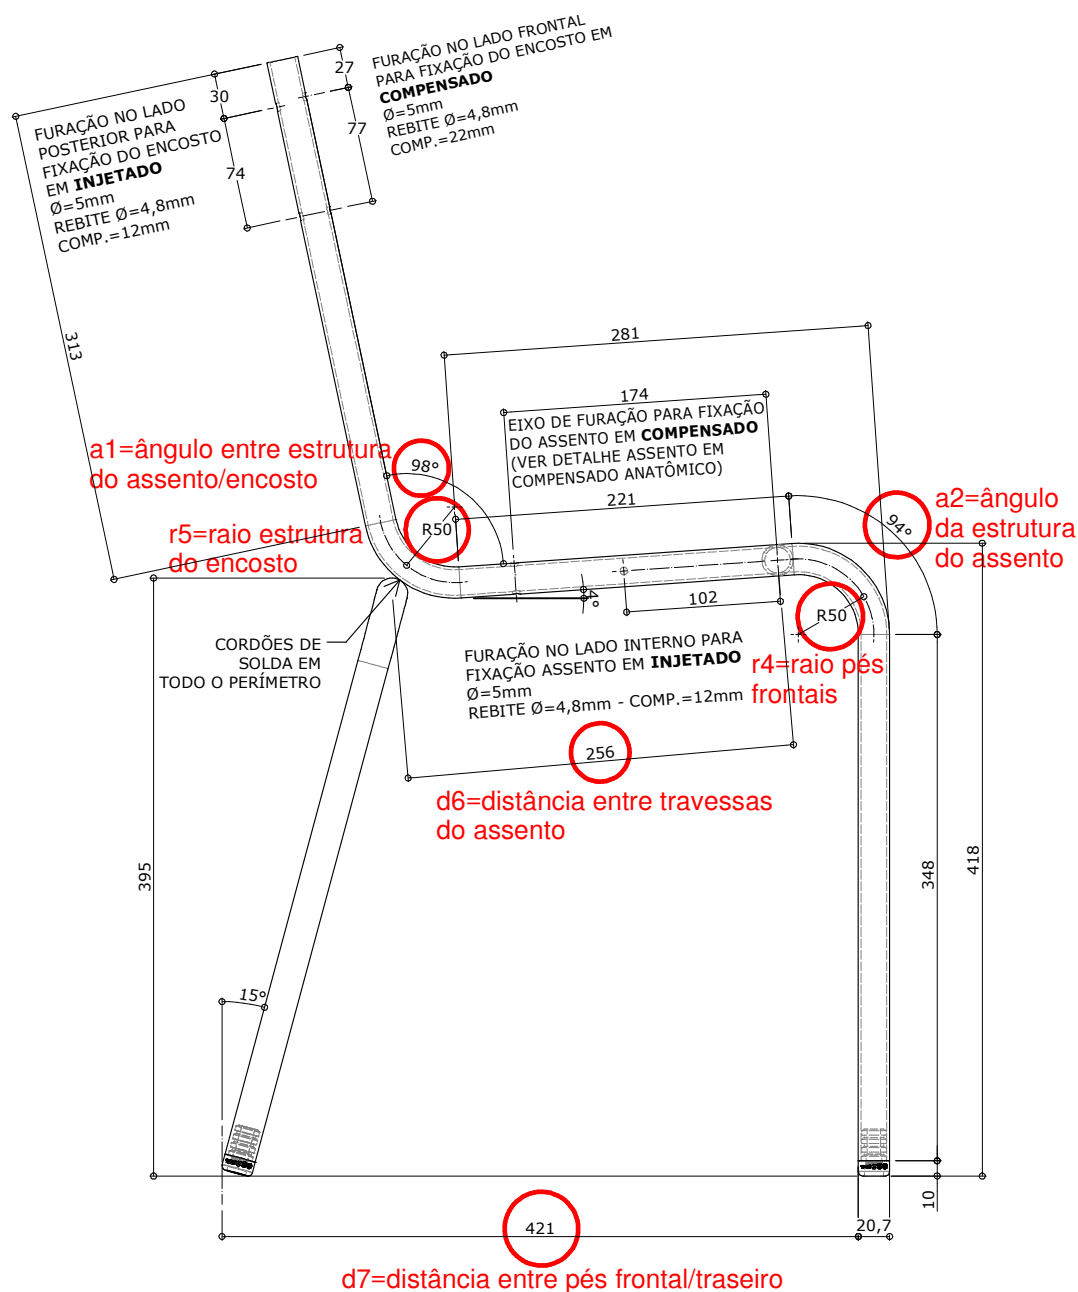 27
30
77
74
FURAÇÃO NO LADO FRONTAL
PARA FIXAÇÃO DO ENCOSTO EM
COMPENSADO
Ø=5mm
REBITE Ø=4,8mm
COMP.=22mm
FURAÇÃO NO LADO
POSTERIOR PARA
FIXAÇÃO DO ENCOSTO
EM INJETADO
Ø=5mm
REBITE Ø=4,8mm
COMP.=12mm
313
281
174
EIXO DE FURAÇÃO PARA FIXAÇÃO
DO ASSENTO EM COMPENSADO
(VER DETALHE ASSENTO EM
COMPENSADO ANATÔMICO)
221
a1=ângulo entre estrutura
do assento/encosto
98°
r5=raio estrutura
do encosto
R50
a2=ângulo
da estrutura
do assento
94°
4°
102
R50
r4=raio pés
frontais
CORDÕES DE
SOLDA EM
TODO O PERÍMETRO
FURAÇÃO NO LADO INTERNO PARA
FIXAÇÃO ASSENTO EM INJETADO
Ø=5mm
REBITE Ø=4,8mm - COMP.=12mm
256
d6=distância entre travessas
do assento
395
348
418
15°
10
421
20,7
d7=distância entre pés frontal/traseiro